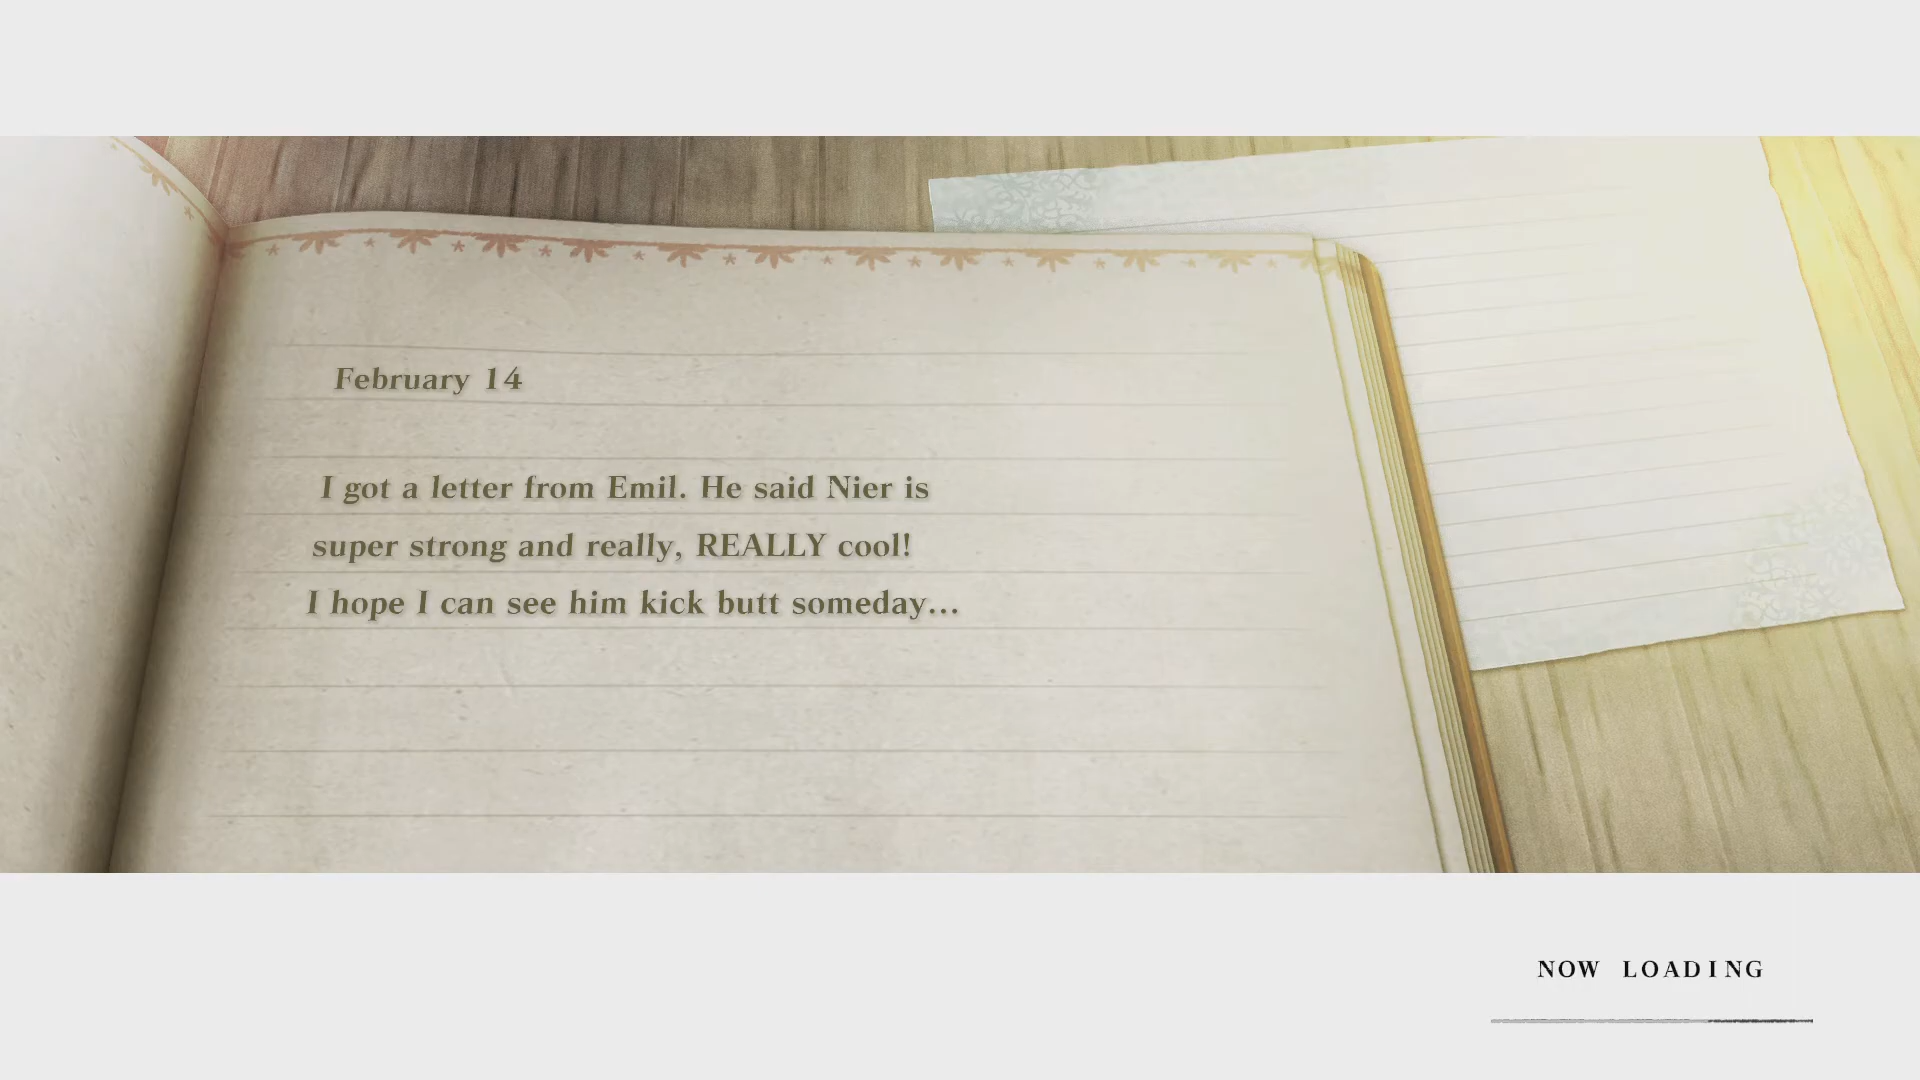 February 14
I got a letter from Emil. He said Nier is
super strong and really, REALLY cool!
I hope I can see him kick butt someday...
NOW LOADING